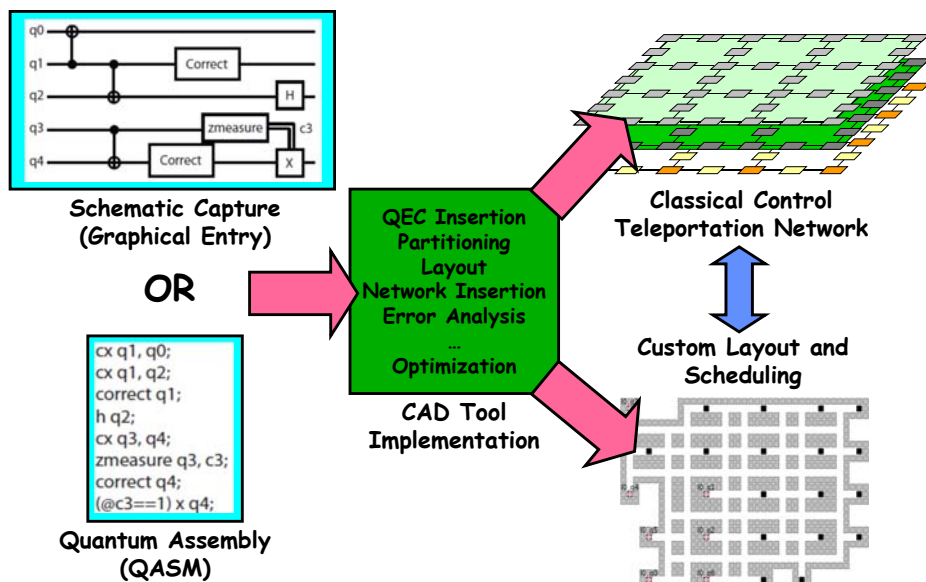 q0
q1
Correct
q2
H
q3
zmeasure
c3
q4
Correct
X
Schematic Capture
(Graphical Entry)
OR
cx q1, q0;
cx q1, q2;
correct q1;
h q2;
cx q3, q4;
zmeasure q3, c3;
correct q4;
(@c3==1) x q4;
Quantum Assembly
(QASM)
QEC Insertion
Partitioning
Layout
Network Insertion
Error Analysis
...
Optimization
CAD Tool
Implementation
Classical Control
Teleportation Network
Custom Layout and
Scheduling